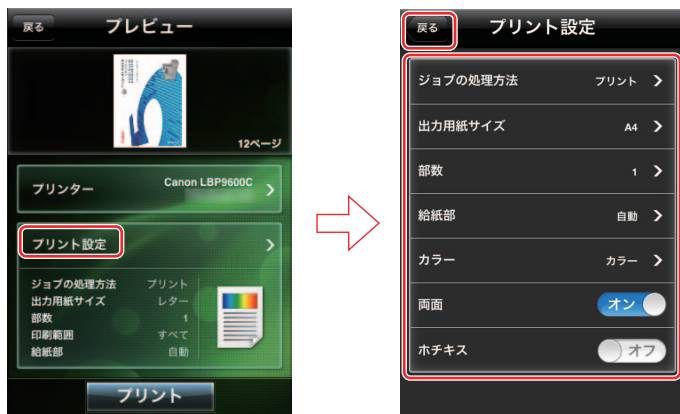 戻る プレビュー
12ページ
プリンター Canon LBP9600C
プリント設定
ジョブの処理方法 プリント
出力用紙サイズ レター
部数 1
印刷範囲 すべて
給紙部 自動
プリント
戻る プリント設定
ジョブの処理方法 プリント
出力用紙サイズ A4
部数 1
給紙部 自動
カラー カラー
両面 オン
ホチキス オフ